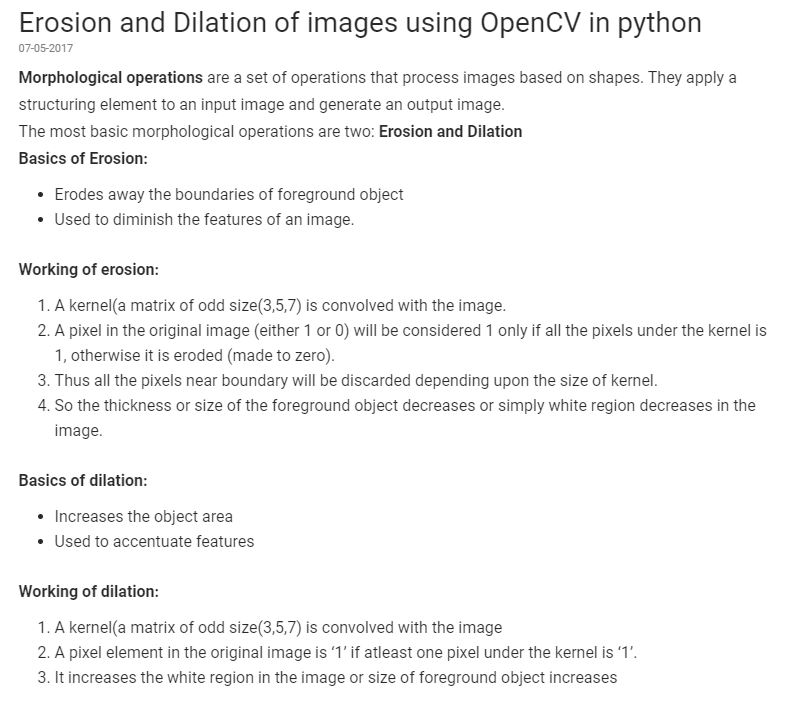 Erosion and Dilation of images using OpenCV in python
07-05-2017
Morphological operations are a set of operations that process images based on shapes. They apply a
structuring element to an input image and generate an output image.
The most basic morphological operations are two: Erosion and Dilation
Basics of Erosion:
• Erodes away the boundaries of foreground object
• Used to diminish the features of an image.
Working of erosion:
1. A kernel(a matrix of odd size(3,5,7) is convolved with the image.
2. A pixel in the original image (either 1 or 0) will be considered 1 only if all the pixels under the kernel is
1, otherwise it is eroded (made to zero).
3. Thus all the pixels near boundary will be discarded depending upon the size of kernel.
4. So the thickness or size of the foreground object decreases or simply white region decreases in the
image.
Basics of dilation:
• Increases the object area
• Used to accentuate features
Working of dilation:
1. A kernel(a matrix of odd size(3,5,7) is convolved with the image
2. A pixel element in the original image is ‘1’ if atleast one pixel under the kernel is ‘1’.
3. It increases the white region in the image or size of foreground object increases